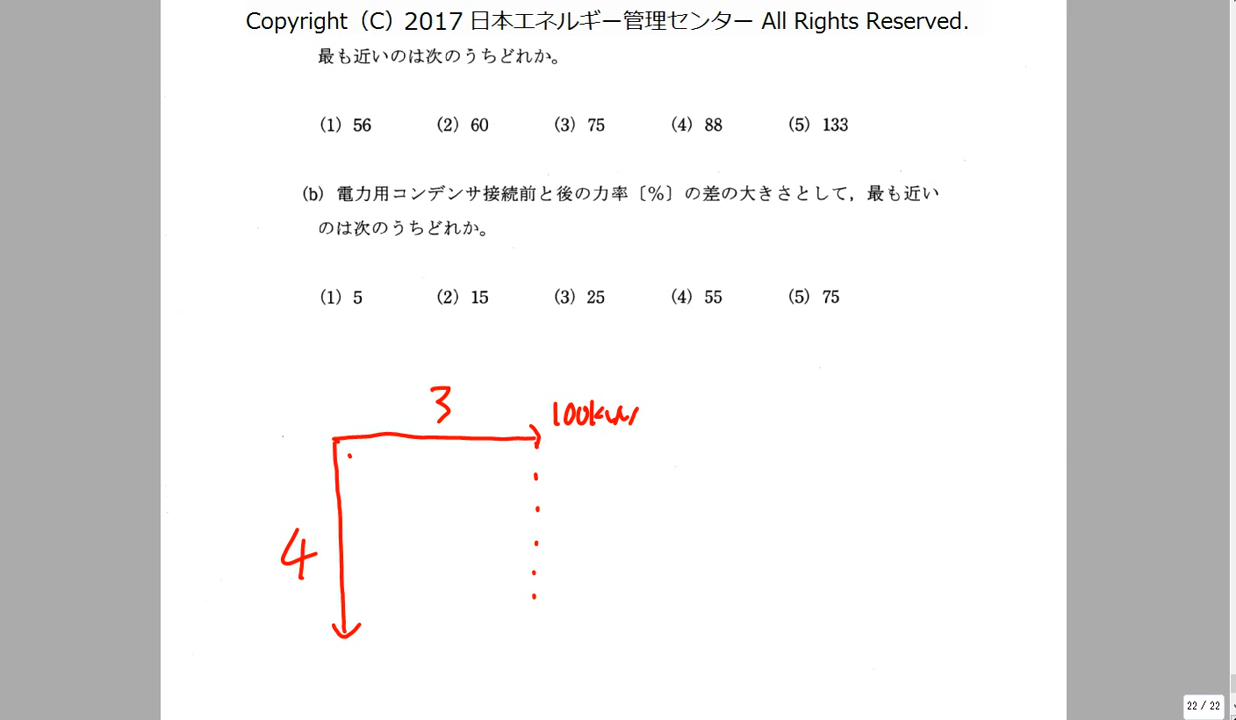 Copyright（C）2017 日本エネルギー管理センター All Rights Reserved.
最も近いのは次のうちどれか。
(1) 56 (2) 60 (3) 75 (4) 88 (5) 133
(b) 電力用コンデンサ接続前と後の力率〔％〕の差の大きさとして，最も近い
のは次のうちどれか。
(1) 5 (2) 15 (3) 25 (4) 55 (5) 75
3
4
22 / 22